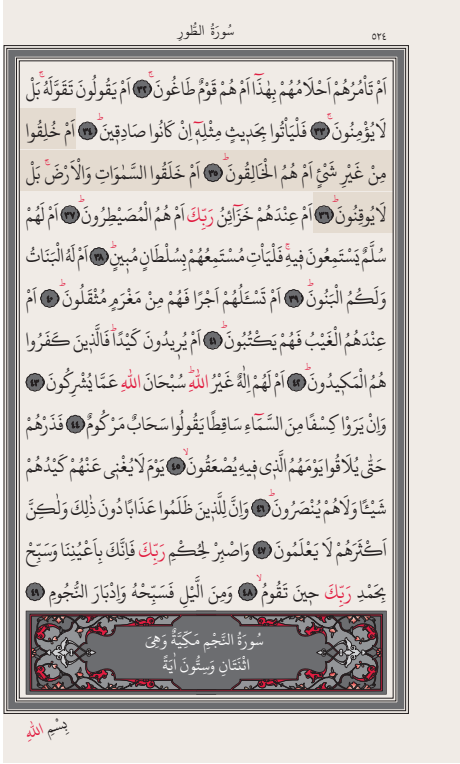 سُورَةُ الطُّورِ
٥٢٤
اَمْ تَأْمُرُهُمْ اَحْلَامُهُمْ بِهٰذَٓا اَمْ هُمْ قَوْمٌ طَاغُونَۚ ﴿٣٢﴾ اَمْ يَقُولُونَ تَقَوَّلَهُۚ بَلْ
لَا يُؤْمِنُونَۚ ﴿٣٣﴾ فَلْيَأْتُوا بِحَد۪يثٍ مِثْلِه۪ٓ اِنْ كَانُوا صَادِق۪ينَۜ ﴿٣٤﴾ اَمْ خُلِقُوا
مِنْ غَيْرِ شَيْءٍ اَمْ هُمُ الْخَالِقُونَۜ ﴿٣٥﴾ اَمْ خَلَقُوا السَّمٰوَاتِ وَالْاَرْضَۚ بَلْ
لَا يُوقِنُونَۜ ﴿٣٦﴾ اَمْ عِنْدَهُمْ خَزَٓائِنُ رَبِّكَ اَمْ هُمُ الْمُصَيْطِرُونَۜ ﴿٣٧﴾ اَمْ لَهُمْ
سُلَّمٌ يَسْتَمِعُونَ ف۪يهِۚ فَلْيَأْتِ مُسْتَمِعُهُمْ بِسُلْطَانٍ مُب۪ينٍۜ ﴿٣٨﴾ اَمْ لَهُ الْبَنَاتُ
وَلَكُمُ الْبَنُونَۜ ﴿٣٩﴾ اَمْ تَسْـَٔلُهُمْ اَجْرًا فَهُمْ مِنْ مَغْرَمٍ مُثْقَلُونَۜ ﴿٤٠﴾ اَمْ
عِنْدَهُمُ الْغَيْبُ فَهُمْ يَكْتُبُونَۜ ﴿٤١﴾ اَمْ يُر۪يدُونَ كَيْدًاۜ فَالَّذ۪ينَ كَفَرُوا
هُمُ الْمَك۪يدُونَۜ ﴿٤٢﴾ اَمْ لَهُمْ اِلٰهٌ غَيْرُ اللّٰهِۜ سُبْحَانَ اللّٰهِ عَمَّا يُشْرِكُونَ ﴿٤٣﴾
وَاِنْ يَرَوْا كِسْفًا مِنَ السَّمَٓاءِ سَاقِطًا يَقُولُوا سَحَابٌ مَرْكُومٌ ﴿٤٤﴾ فَذَرْهُمْ
حَتّٰى يُلَاقُوا يَوْمَهُمُ الَّذ۪ي ف۪يهِ يُصْعَقُونَۙ ﴿٤٥﴾ يَوْمَ لَا يُغْن۪ي عَنْهُمْ كَيْدُهُمْ
شَيْـًٔا وَلَا هُمْ يُنْصَرُونَۜ ﴿٤٦﴾ وَاِنَّ لِلَّذ۪ينَ ظَلَمُوا عَذَابًا دُونَ ذٰلِكَ وَلٰكِنَّ
اَكْثَرَهُمْ لَا يَعْلَمُونَ ﴿٤٧﴾ وَاصْبِرْ لِحُكْمِ رَبِّكَ فَاِنَّكَ بِاَعْيُنِنَا وَسَبِّحْ
بِحَمْدِ رَبِّكَ ح۪ينَ تَقُومُۙ ﴿٤٨﴾ وَمِنَ الَّيْلِ فَسَبِّحْهُ وَاِدْبَارَ النُّجُومِ ﴿٤٩﴾
سُورَةُ النَّجْمِ مَكِّيَّةٌ وَهِيَ
اثْنَتَانِ وَسِتُّونَ اٰيَةً
بِسْمِ اللّٰهِ